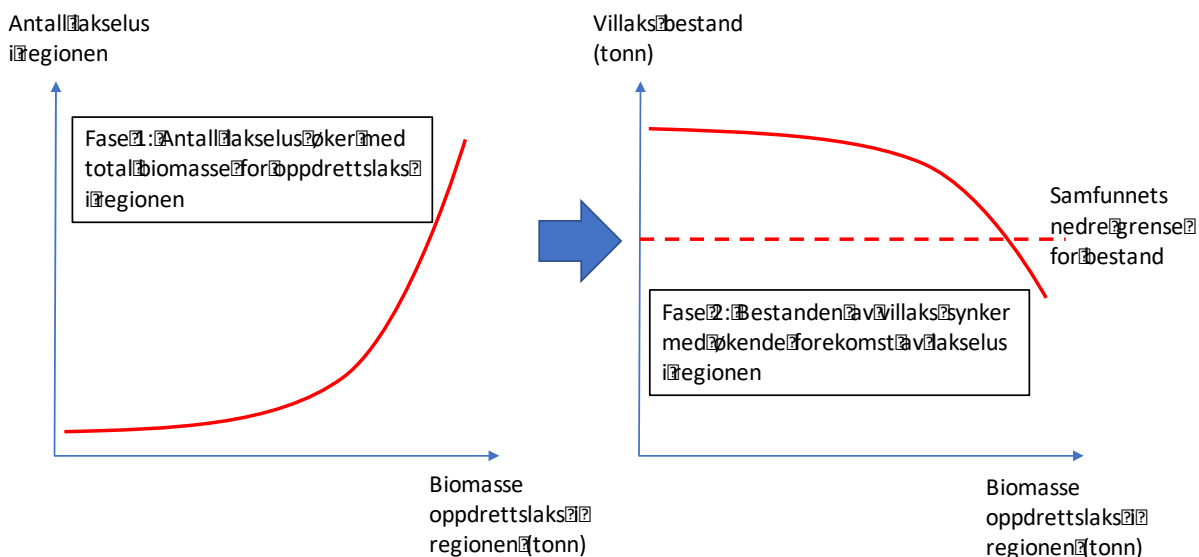 Antall lakselus
i regionen
Fase 1: Antall lakselus øker med
total biomasse for oppdrettslaks
i regionen
Biomasse
oppdrettslaks i
regionen (tonn)
Villaks bestand
(tonn)
Samfunnets
nedre grense
for bestand
Fase 2: Bestanden av villaks synker
med økende forekomst av lakselus
i regionen
Biomasse
oppdrettslaks i
regionen (tonn)